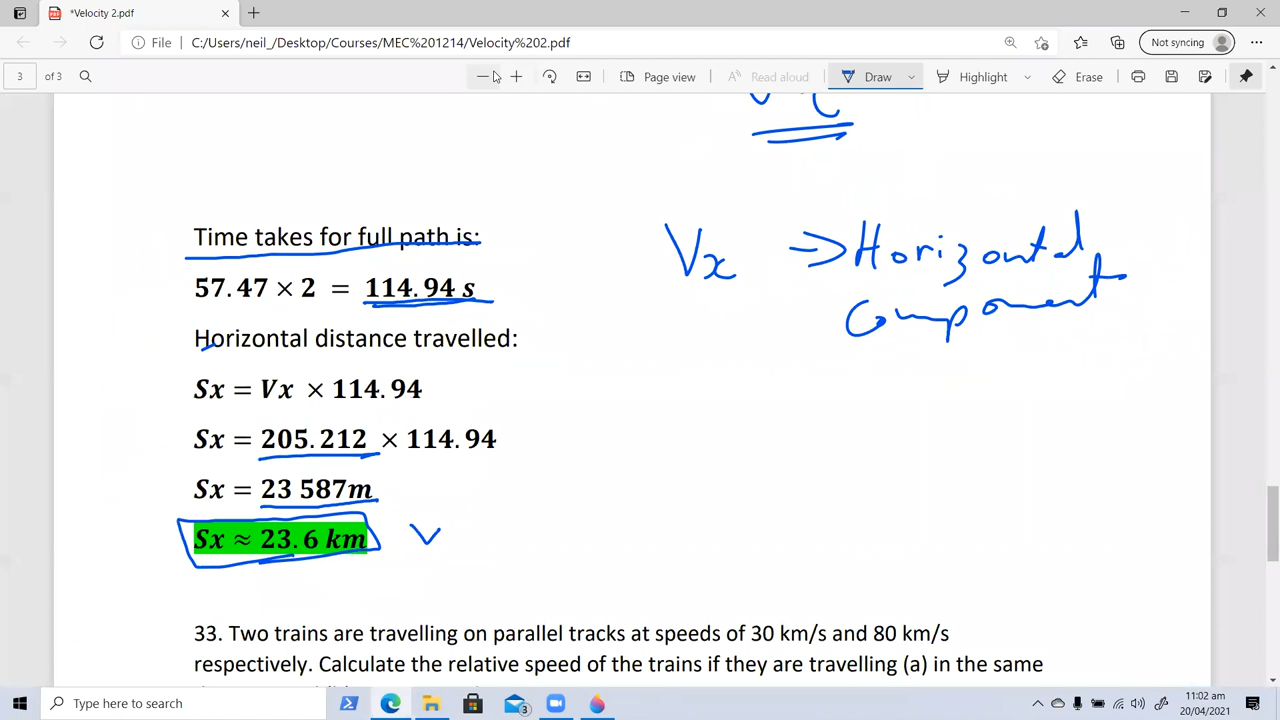 *Velocity 2.pdf
File C:/Users/neil_/Desktop/Courses/MEC%201214/Velocity%202.pdf
Not syncing
3 of 3
Page view
Read aloud
Draw
Highlight
Erase
Time takes for full path is:
57.47 × 2 = 114.94 s
Horizontal distance travelled:
Sx = Vx × 114.94
Sx = 205.212 × 114.94
Sx = 23 587m
Sx ≈ 23.6 km
Vx ⇒ Horizontal
component
33. Two trains are travelling on parallel tracks at speeds of 30 km/s and 80 km/s
respectively. Calculate the relative speed of the trains if they are travelling (a) in the same
Type here to search
3
11:02 am
20/04/2021